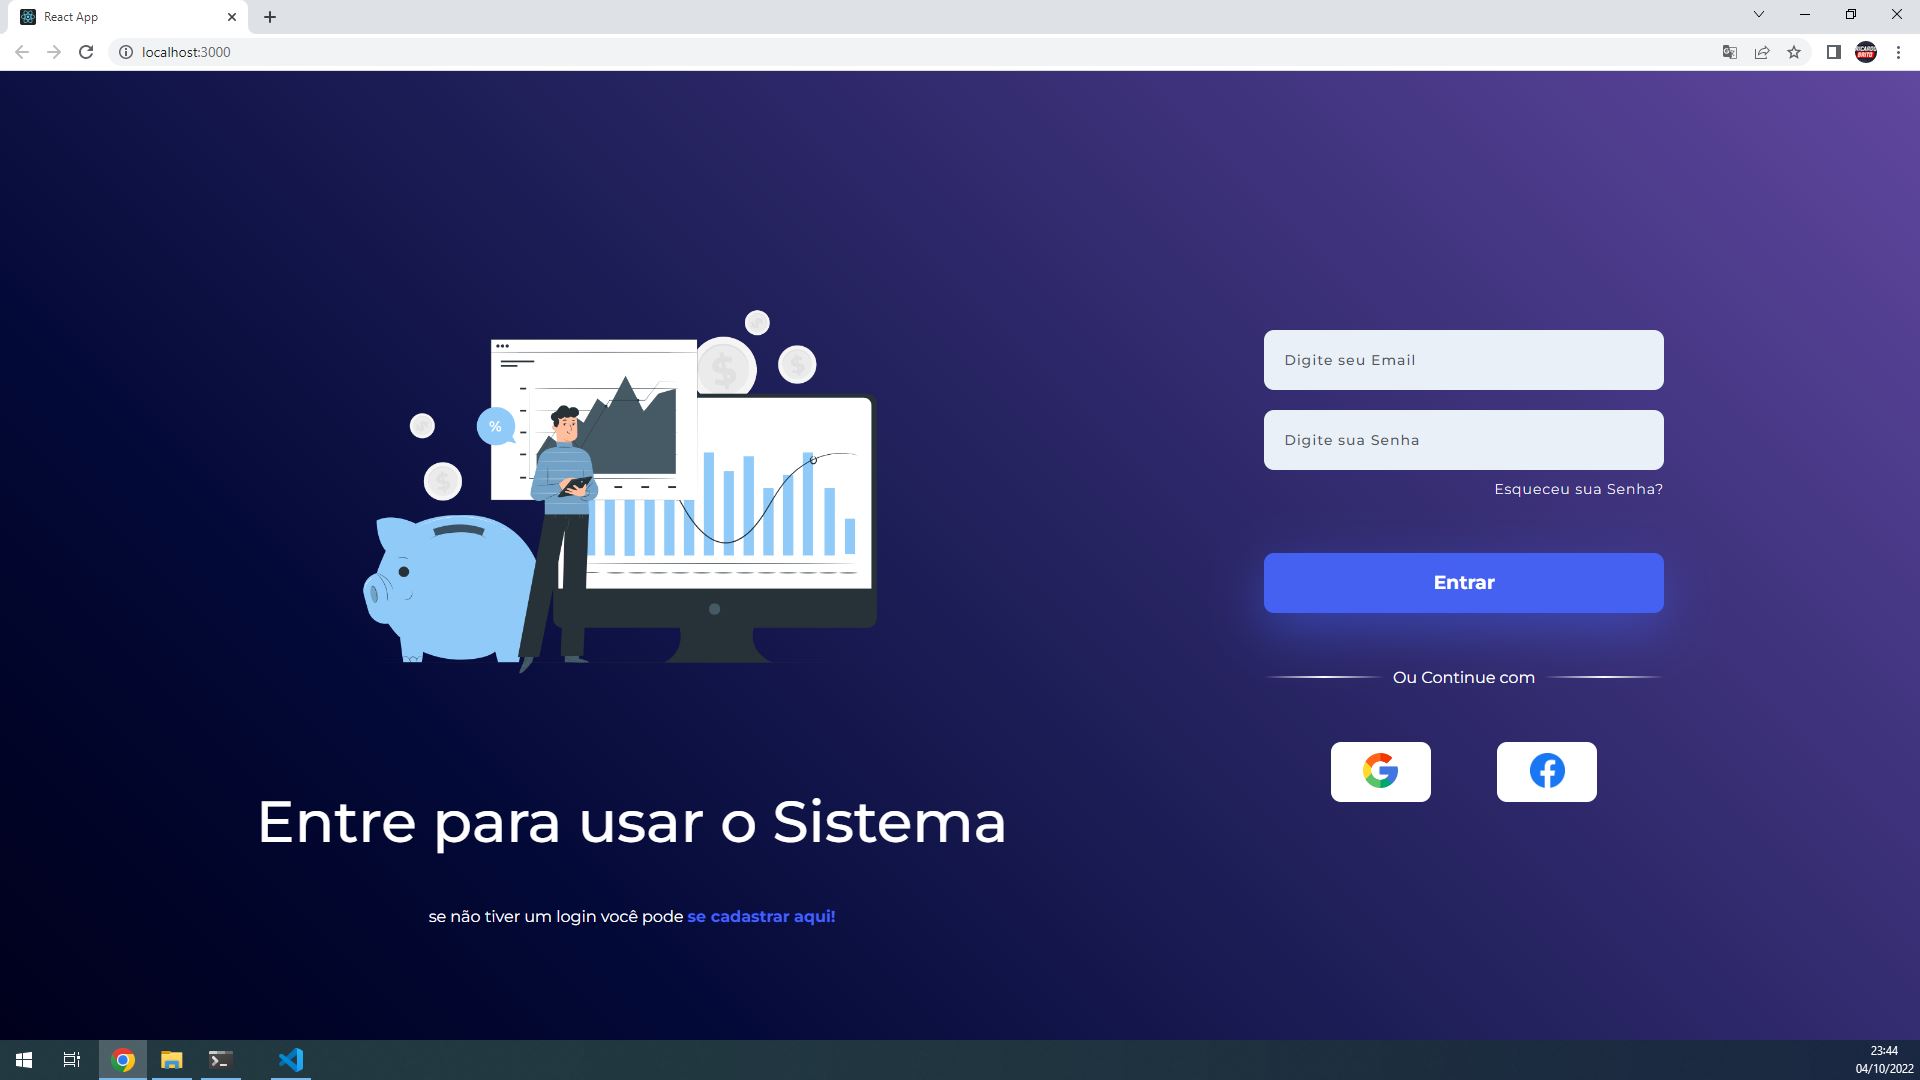 React App
localhost:3000
%
Digite seu Email
Digite sua Senha
Esqueceu sua Senha?
Entrar
Ou Continue com
Entre para usar o Sistema
se não tiver um login você pode se cadastrar aqui!
23:44
04/10/2022